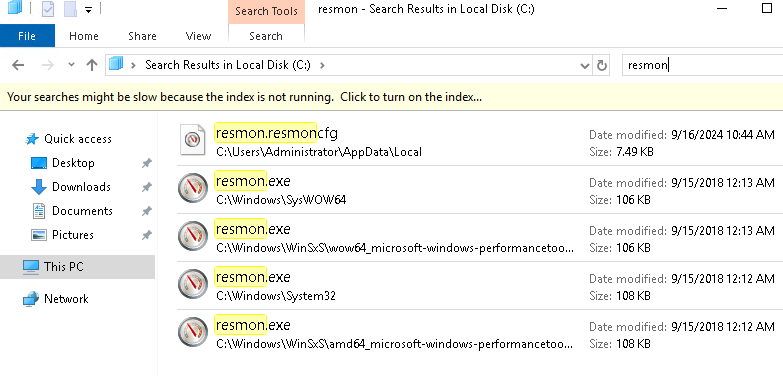 Search Tools
resmon - Search Results in Local Disk (C:)
File
Home
Share
View
Search
Search Results in Local Disk (C:)
resmon
Your searches might be slow because the index is not running.  Click to turn on the index...
Quick access
Desktop
Downloads
Documents
Pictures
This PC
Network
resmon.resmoncfg
Date modified: 9/16/2024 10:44 AM
C:\Users\Administrator\AppData\Local
Size: 7.49 KB
resmon.exe
Date modified: 9/15/2018 12:13 AM
C:\Windows\SysWOW64
Size: 106 KB
resmon.exe
Date modified: 9/15/2018 12:13 AM
C:\Windows\WinSxS\wow64_microsoft-windows-performancetoo...
Size: 106 KB
resmon.exe
Date modified: 9/15/2018 12:12 AM
C:\Windows\System32
Size: 108 KB
resmon.exe
Date modified: 9/15/2018 12:12 AM
C:\Windows\WinSxS\amd64_microsoft-windows-performancetoo...
Size: 108 KB